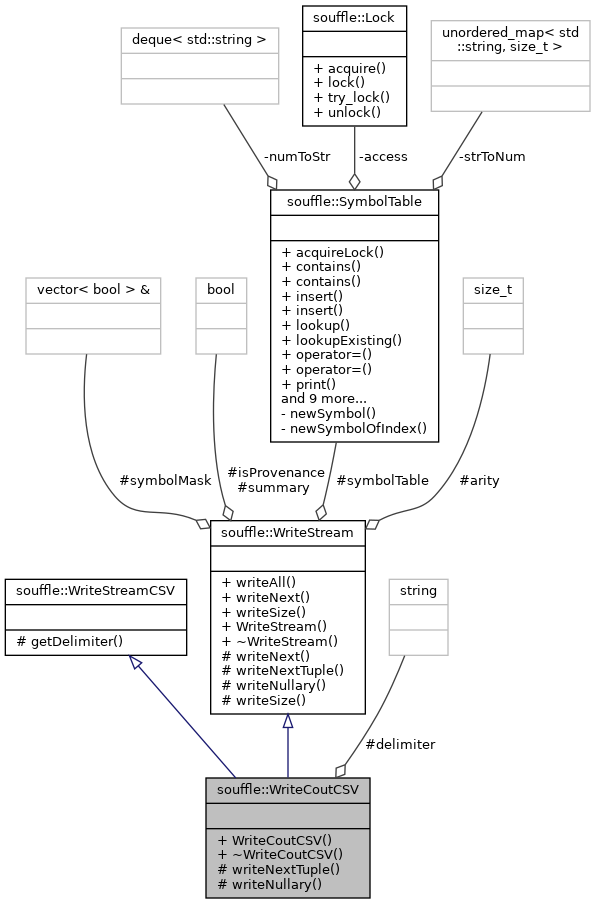 souffle::Lock
+ acquire()
+ lock()
+ try_lock()
+ unlock()
deque< std::string >
unordered_map< std
::string, size_t >
-numToStr
-access
-strToNum
souffle::SymbolTable
+ acquireLock()
+ contains()
+ contains()
+ insert()
+ insert()
+ lookup()
+ lookupExisting()
+ operator=()
+ operator=()
+ print()
and 9 more...
- newSymbol()
- newSymbolOfIndex()
vector< bool > &
bool
size_t
#symbolMask
#isProvenance
#summary
#symbolTable
#arity
souffle::WriteStream
+ writeAll()
+ writeNext()
+ writeSize()
+ WriteStream()
+ ~WriteStream()
# writeNext()
# writeNextTuple()
# writeNullary()
# writeSize()
souffle::WriteStreamCSV
# getDelimiter()
string
#delimiter
souffle::WriteCoutCSV
+ WriteCoutCSV()
+ ~WriteCoutCSV()
# writeNextTuple()
# writeNullary()